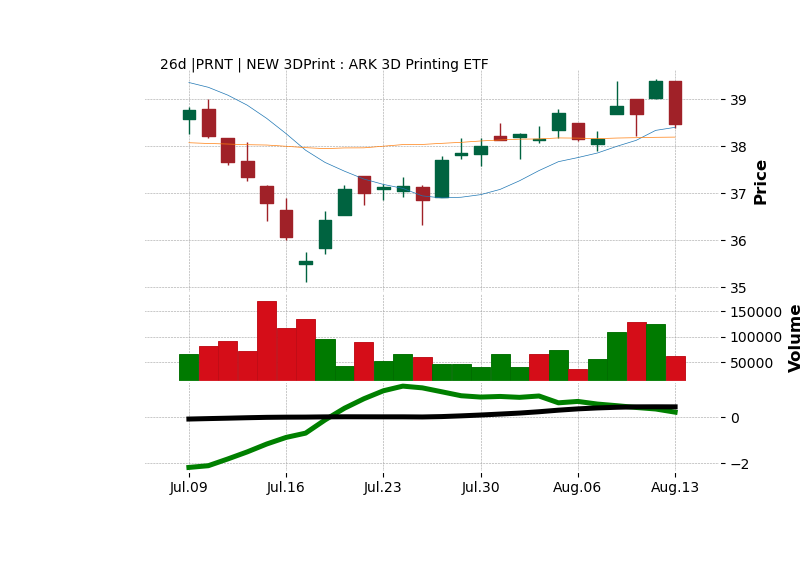 26d |PRNT | NEW 3DPrint : ARK 3D Printing ETF
39
38
37
36
35
Price
150000
100000
50000
Volume
0
−2
Jul.09 Jul.16 Jul.23 Jul.30 Aug.06 Aug.13